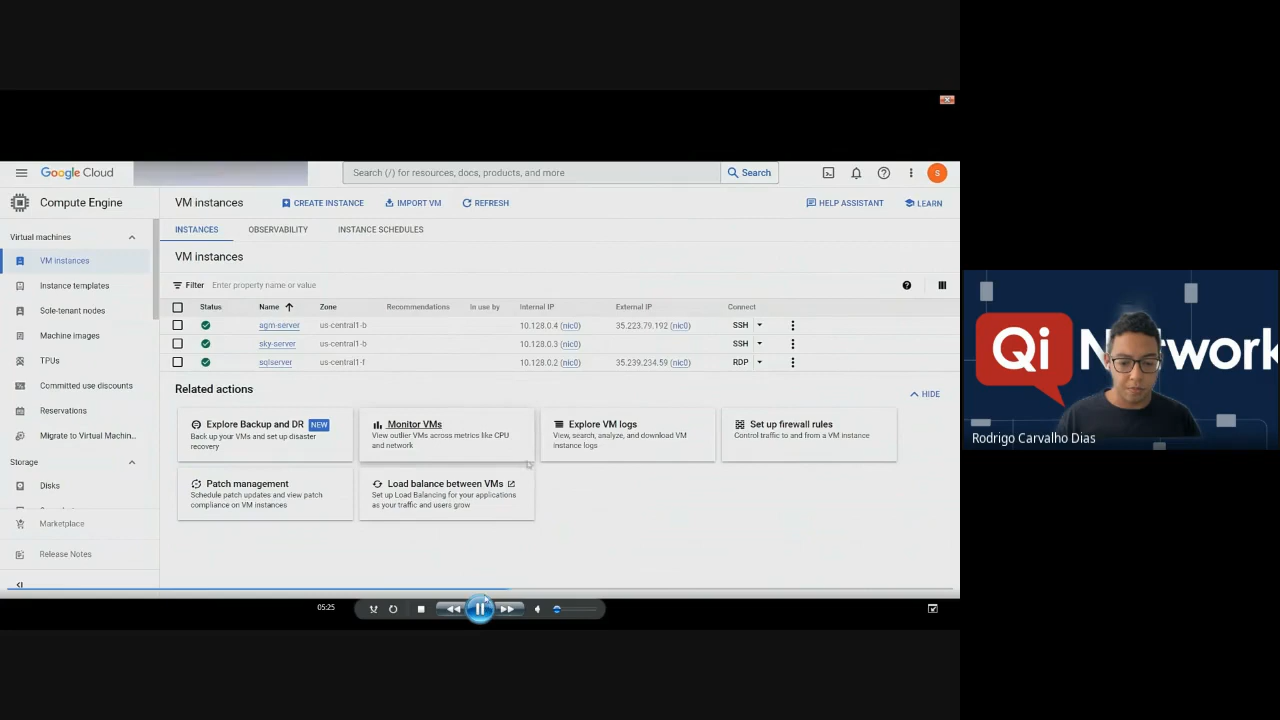 Google Cloud
Search (/) for resources, docs, products, and more
Search
S
Compute Engine
VM instances
CREATE INSTANCE
IMPORT VM
REFRESH
HELP ASSISTANT
LEARN
Virtual machines
VM instances
Instance templates
Sole-tenant nodes
Machine images
TPUs
Committed use discounts
Reservations
Migrate to Virtual Machin...
Storage
Disks
Marketplace
Release Notes
INSTANCES
OBSERVABILITY
INSTANCE SCHEDULES
VM instances
Filter Enter property name or value
Status Name Zone Recommendations In use by Internal IP External IP Connect
agm-server us-central1-b 10.128.0.4 (nic0) 35.223.79.192 (nic0) SSH
sky-server us-central1-b 10.128.0.3 (nic0) SSH
sqlserver us-central1-f 10.128.0.2 (nic0) 35.239.234.59 (nic0) RDP
Related actions
HIDE
Explore Backup and DR NEW
Back up your VMs and set up disaster
recovery
Monitor VMs
View outlier VMs across metrics like CPU
and network
Explore VM logs
View, search, analyze, and download VM
instance logs
Set up firewall rules
Control traffic to and from a VM instance
Patch management
Schedule patch updates and view patch
compliance on VM instances
Load balance between VMs
Set up Load Balancing for your applications
as your traffic and users grow
05:25
Qi Network
Rodrigo Carvalho Dias